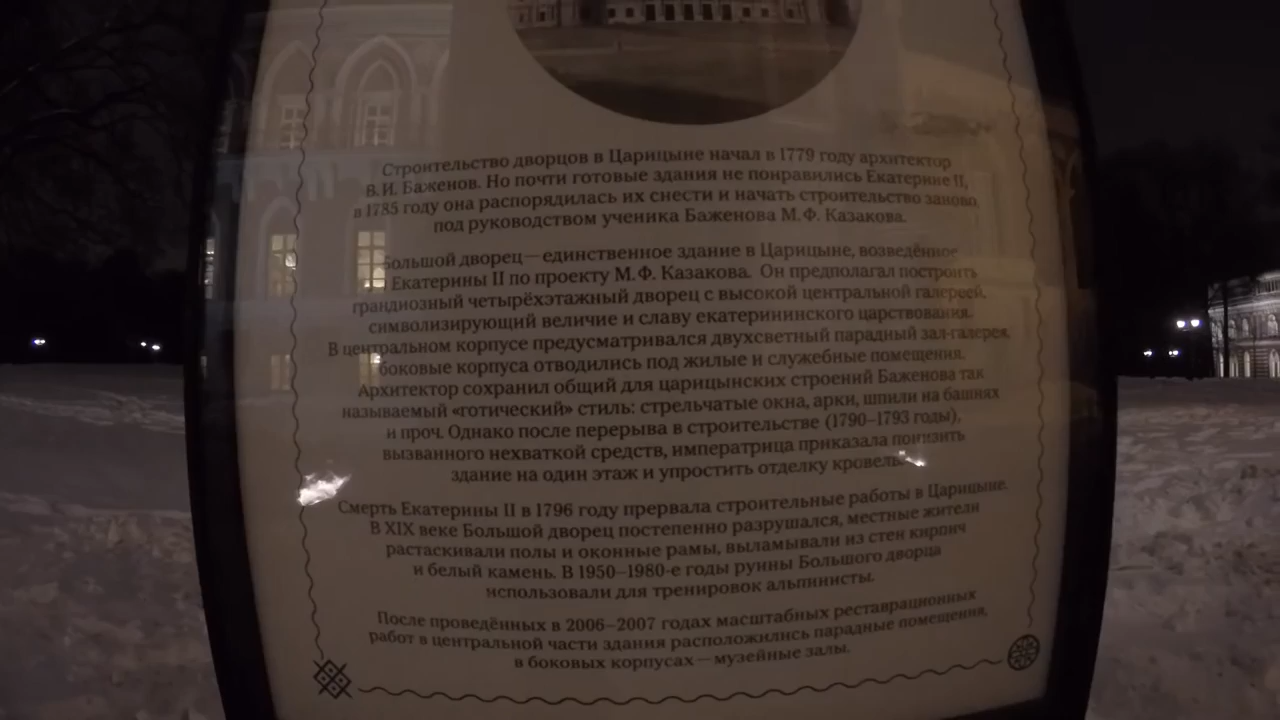 Строительство дворцов в Царицыне начал в 1779 году архитектор
В. И. Баженов. Но почти готовые здания не понравились Екатерине II,
в 1785 году она распорядилась их снести и начать строительство заново
под руководством ученика Баженова М. Ф. Казакова.
Большой дворец — единственное здание в Царицыне, возведённое
Екатерины II по проекту М. Ф. Казакова. Он предполагал построить
грандиозный четырёхэтажный дворец с высокой центральной галереей,
символизирующий величие и славу екатерининского царствования.
В центральном корпусе предусматривался двухсветный парадный зал-галерея,
боковые корпуса отводились под жилые и служебные помещения.
Архитектор сохранил общий для царицынских строений Баженова так
называемый «готический» стиль: стрельчатые окна, арки, шпили на башнях
и проч. Однако после перерыва в строительстве (1790–1793 годы),
вызванного нехваткой средств, императрица приказала понизить
здание на один этаж и упростить отделку кровель.
Смерть Екатерины II в 1796 году прервала строительные работы в Царицыне.
В XIX веке Большой дворец постепенно разрушался, местные жители
растаскивали полы и оконные рамы, выламывали из стен кирпич
и белый камень. В 1950–1980-е годы руины Большого дворца
использовали для тренировок альпинисты.
После проведённых в 2006–2007 годах масштабных реставрационных
работ в центральной части здания расположились парадные помещения,
в боковых корпусах — музейные залы.